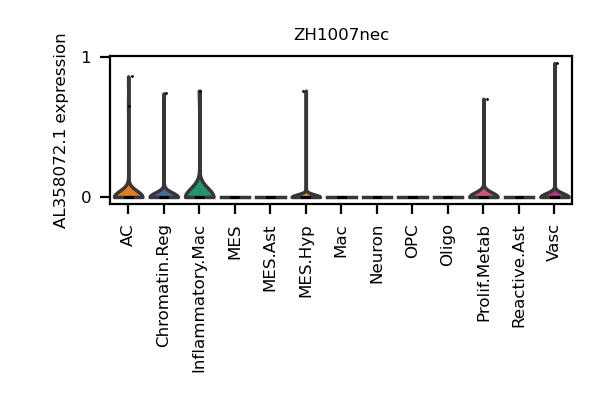 ZH1007nec
AL358072.1 expression
1
0
AC
Chromatin.Reg
Inflammatory.Mac
MES
MES.Ast
MES.Hyp
Mac
Neuron
OPC
Oligo
Prolif.Metab
Reactive.Ast
Vasc